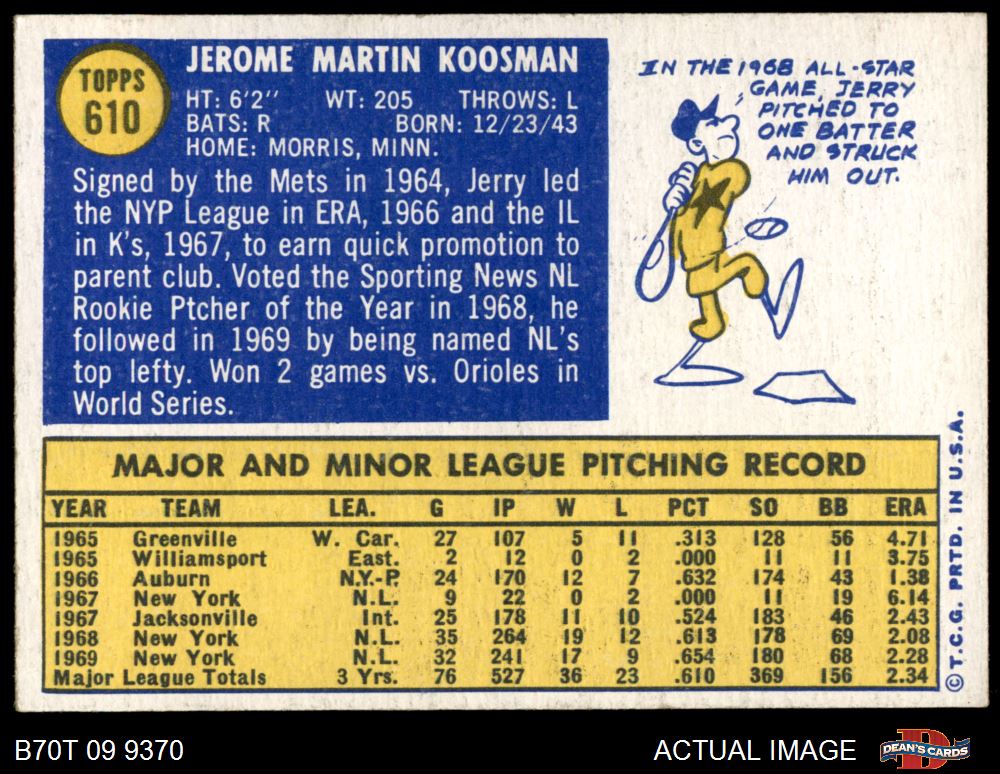 TOPPS
610
JEROME MARTIN KOOSMAN
HT: 6'2" WT: 205 THROWS: L
BATS: R BORN: 12/23/43
HOME: MORRIS, MINN.
Signed by the Mets in 1964, Jerry led
the NYP League in ERA, 1966 and the IL
in K's, 1967, to earn quick promotion to
parent club. Voted the Sporting News NL
Rookie Ptcher of the Year in 1968, he
followed in 1969 by being named NL's
top lefty. Won 2 games vs. Orioles in
World Series.
IN THE 1968 ALL-STAR
GAME, JERRY
PITCHED TO
ONE BATTER
AND STRUCK
HIM OUT.
MAJOR AND MINOR LEAGUE PITCHING RECORD
YEAR TEAM LEA. G IP W L PCT SO BB ERA
1965 Greenville W. Car. 27 107 5 11 .313 128 56 4.71
1965 Williamsport East. 2 12 0 2 .000 11 11 3.75
1966 Auburn N.Y.-P. 24 170 12 7 .632 174 43 1.38
1967 New York N.L. 9 22 0 2 .000 11 19 6.14
1967 Jacksonville Int. 25 178 11 10 .524 183 46 2.43
1968 New York N.L. 35 264 19 12 .613 178 69 2.08
1969 New York N.L. 32 241 17 9 .654 180 68 2.28
Major League Totals 3 Yrs. 76 527 36 23 .610 369 156 2.34
©T.C.G. PRTD. IN U.S.A.
B70T 09 9370
ACTUAL IMAGE
DEAN'S CARDS